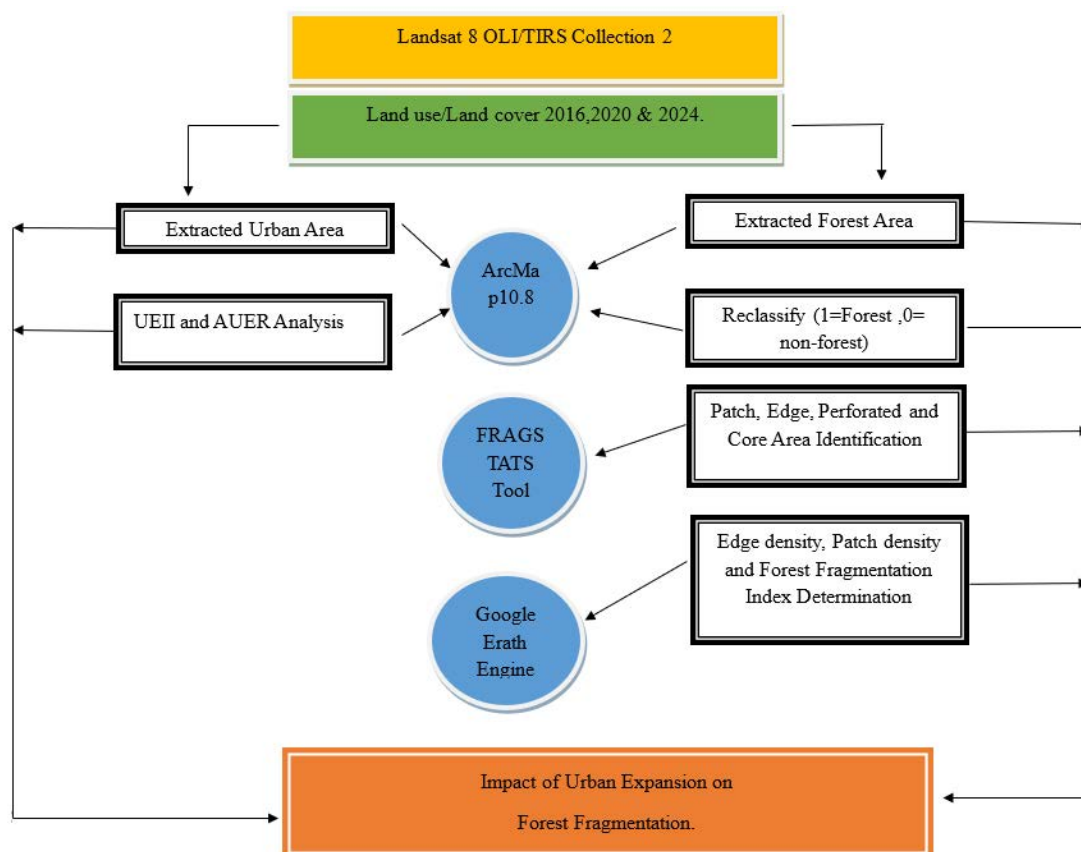 Landsat 8 OLI/TIRS Collection 2
Land use/Land cover 2016,2020 & 2024.
Extracted Urban Area
Extracted Forest Area
ArcMa
p10.8
UEII and AUER Analysis
Reclassify (1=Forest ,0=
non-forest)
Patch, Edge, Perforated and
Core Area Identification
FRAGS
TATS
Tool
Edge density, Patch density
and Forest Fragmentation
Index Determination
Google
Erath
Engine
Impact of Urban Expansion on
Forest Fragmentation.